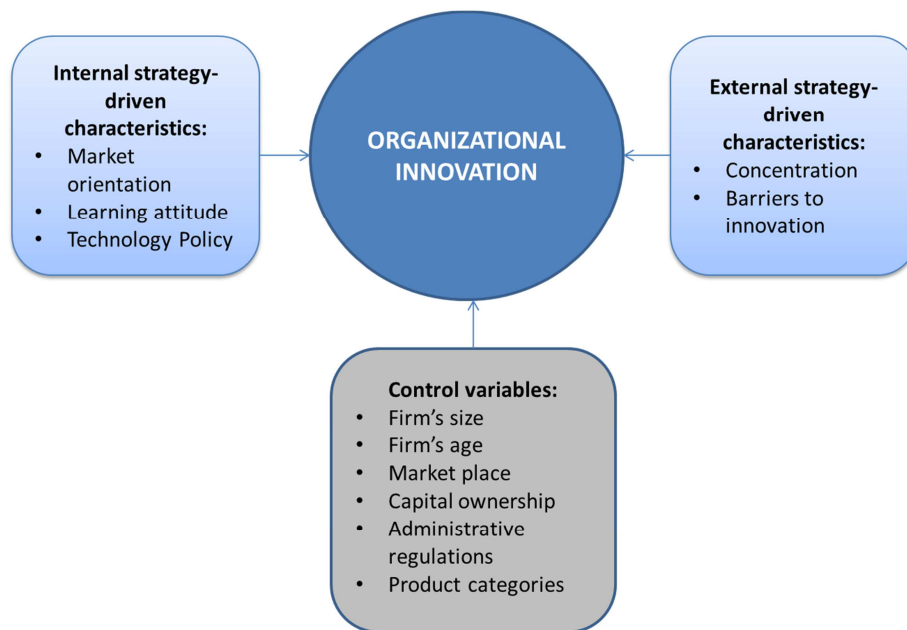 Internal strategy-
driven
characteristics:
• Market
orientation
• Learning attitude
• Technology Policy
ORGANIZATIONAL
INNOVATION
External strategy-
driven
characteristics:
• Concentration
• Barriers to
innovation
Control variables:
• Firm's size
• Firm's age
• Market place
• Capital ownership
• Administrative
regulations
• Product categories